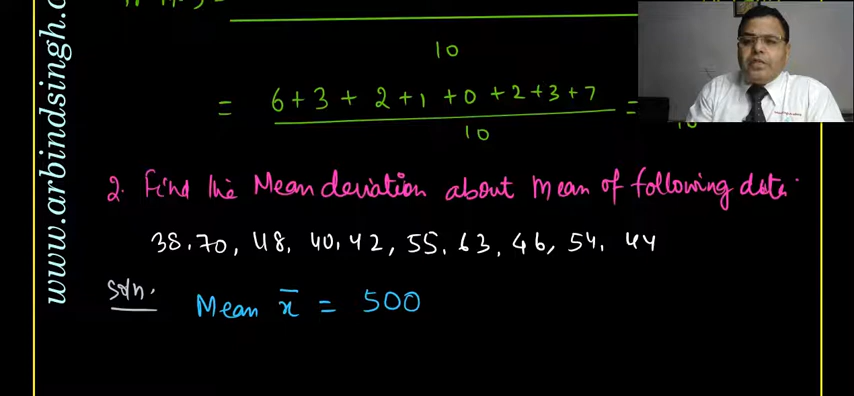 10
= 6 + 3 + 2 + 1 + 0 + 2 + 3 + 7 =
10
2. Find the Mean deviation about mean of following data.
38, 70, 48, 40, 42, 55, 63, 46, 54, 44
Soln. Mean x̄ = 500
www.arbindsingh.